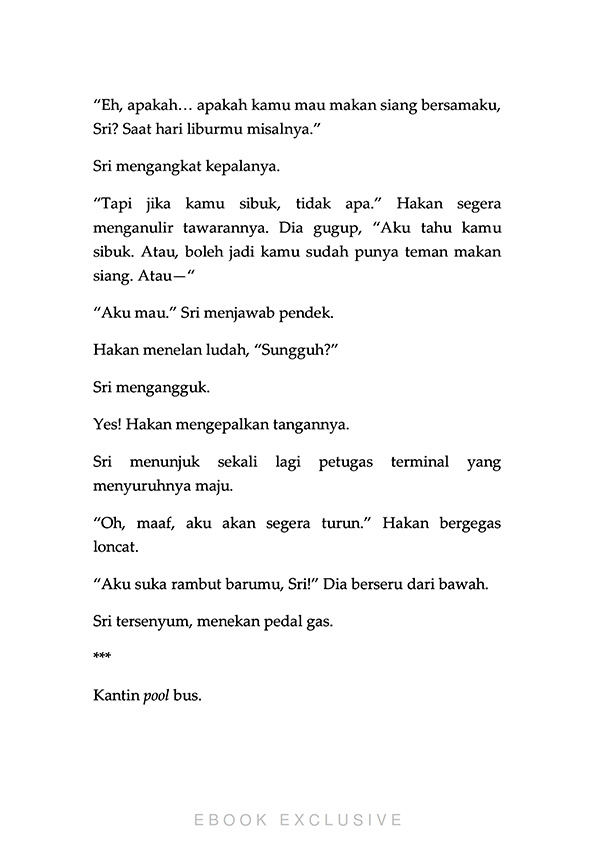 “Eh, apakah… apakah kamu mau makan siang bersamaku,
Sri? Saat hari liburmu misalnya.”
Sri mengangkat kepalanya.
“Tapi jika kamu sibuk, tidak apa.” Hakan segera
menganulir tawarannya. Dia gugup, “Aku tahu kamu
sibuk. Atau, boleh jadi kamu sudah punya teman makan
siang. Atau—“
“Aku mau.” Sri menjawab pendek.
Hakan menelan ludah, “Sungguh?”
Sri mengangguk.
Yes! Hakan mengepalkan tangannya.
Sri menunjuk sekali lagi petugas terminal yang
menyuruhnya maju.
“Oh, maaf, aku akan segera turun.” Hakan bergegas
loncat.
“Aku suka rambut barumu, Sri!” Dia berseru dari bawah.
Sri tersenyum, menekan pedal gas.
***
Kantin pool bus.
EBOOK EXCLUSIVE